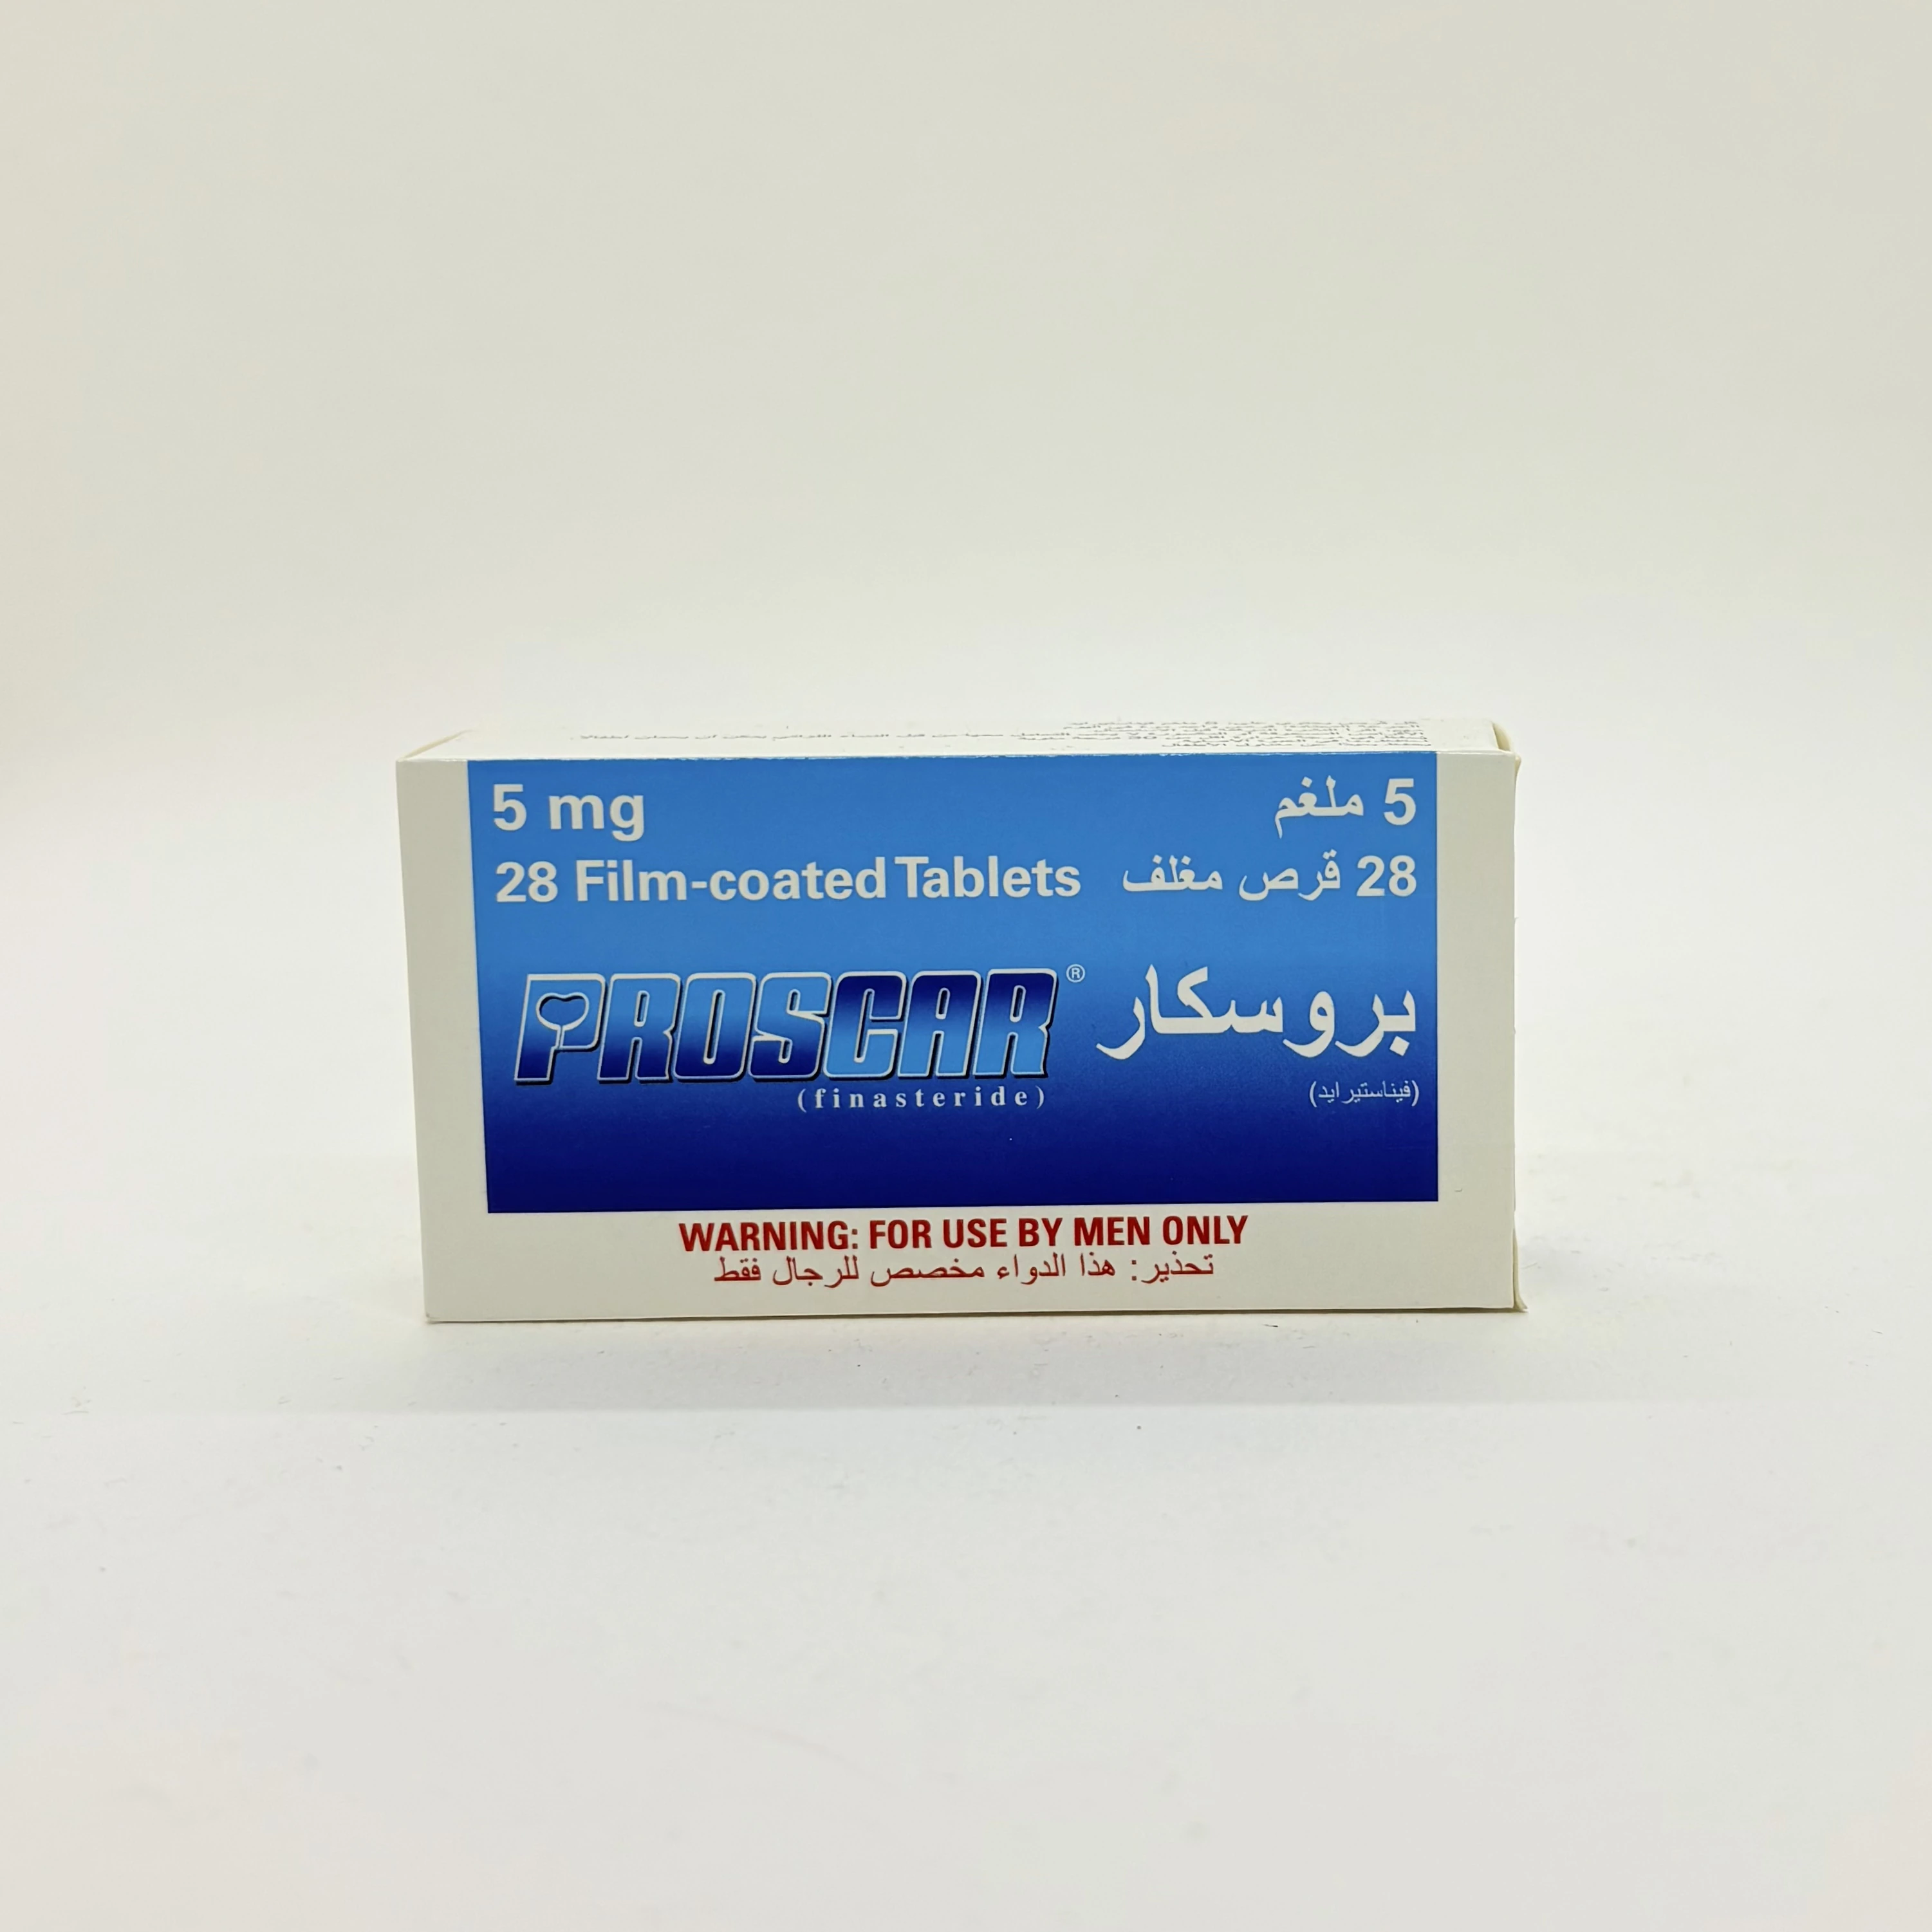 5 mg
5 ملغم
28 Film-coated Tablets
28 قرص مغلف
PROSCAR®
بروسكار
(finasteride)
(فيناستيرايد)
WARNING: FOR USE BY MEN ONLY
تحذير: هذا الدواء مخصص للرجال فقط